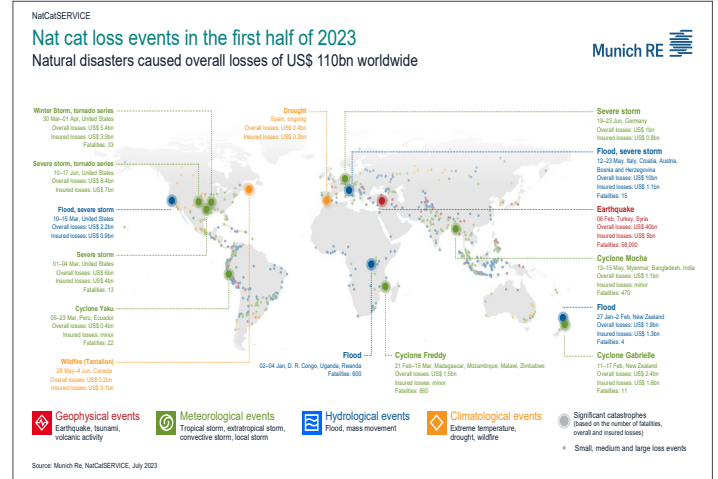 NatCatSERVICE
Nat cat loss events in the first half of 2023
Natural disasters caused overall losses of US$ 110bn worldwide
Munich RE
Winter Storm, tornado series
30 Mar–01 Apr, United States
Overall losses: US$ 5.4bn
Insured losses: US$ 3.9bn
Fatalities: 33
Severe storm, tornado series
10–17 Jun, United States
Overall losses: US$ 8.4bn
Insured losses: US$ 7bn
Flood, severe storm
10–15 Mar, United States
Overall losses: US$ 2.2bn
Insured losses: US$ 0.9bn
Severe storm
01–04 Mar, United States
Overall losses: US$ 6bn
Insured losses: US$ 4bn
Fatalities: 13
Cyclone Yaku
05–23 Mar, Peru, Ecuador
Overall losses: US$ 0.4bn
Insured losses: minor
Fatalities: 22
Wildfire (Tantallon)
28 May–4 Jun, Canada
Overall losses: US$ 0.2bn
Insured losses: US$ 0.1bn
Drought
Spain, ongoing
Overall losses: US$ 2.4bn
Insured losses: US$ 0.3bn
Flood
02–04 Jan, D. R. Congo, Uganda, Rwanda
Fatalities: 600
Cyclone Freddy
21 Feb–15 Mar, Madagascar, Mozambique, Malawi, Zimbabwe
Overall losses: US$ 1.5bn
Insured losses: minor
Fatalities: 860
Severe storm
19–23 Jun, Germany
Overall losses: US$ 1bn
Insured losses: US$ 0.8bn
Flood, severe storm
12–23 May, Italy, Croatia, Austria,
Bosnia and Herzegovina
Overall losses: US$ 10bn
Insured losses: US$ 1.1bn
Fatalities: 15
Earthquake
06 Feb, Turkey, Syria
Overall losses: US$ 40bn
Insured losses: US$ 5bn
Fatalities: 58,000
Cyclone Mocha
13–15 May, Myanmar, Bangladesh, India
Overall losses: US$ 1.1bn
Insured losses: minor
Fatalities: 470
Flood
27 Jan–2 Feb, New Zealand
Overall losses: US$ 1.9bn
Insured losses: US$ 1.3bn
Fatalities: 4
Cyclone Gabrielle
11–17 Feb, New Zealand
Overall losses: US$ 2.4bn
Insured losses: US$ 1.6bn
Fatalities: 11
Geophysical events
Earthquake, tsunami,
volcanic activity
Meteorological events
Tropical storm, extratropical storm,
convective storm, local storm
Hydrological events
Flood, mass movement
Climatological events
Extreme temperature,
drought, wildfire
Significant catastrophes
(based on the number of fatalities,
overall and insured losses)
Small, medium and large loss events
Source: Munich Re, NatCatSERVICE, July 2023